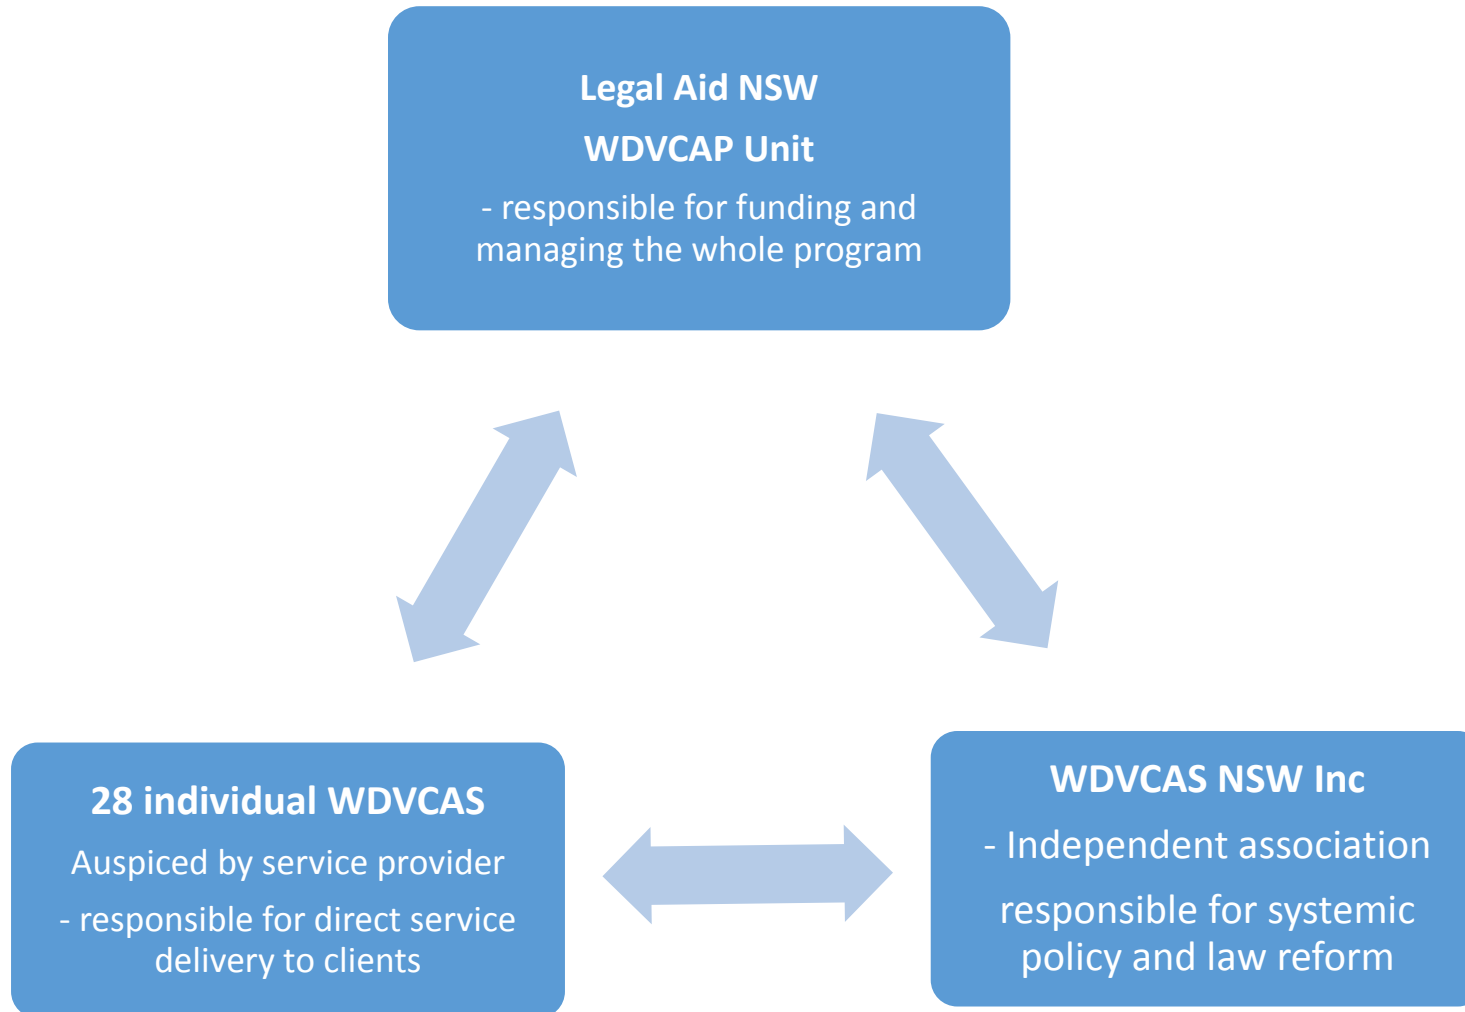 Legal Aid NSW
WDVCAP Unit
- responsible for funding and
managing the whole program
28 individual WDVCAS
Auspiced by service provider
- responsible for direct service
delivery to clients
WDVCAS NSW Inc
- Independent association
responsible for systemic
policy and law reform